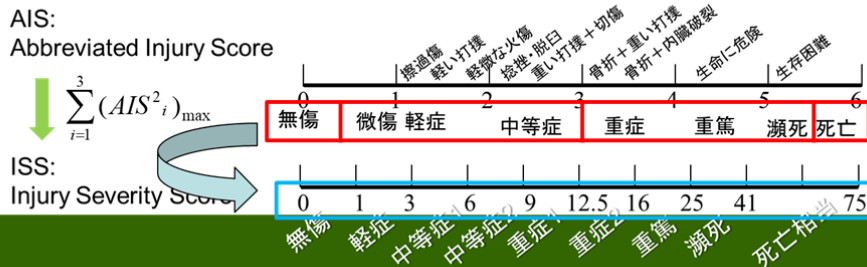 AIS:
Abbreviated Injury Score
擦過傷 軽い打撲 軽微な火傷 捻挫・脱臼 重い打撲+切傷 骨折+重い打撲 骨折+内臓破裂 生命に危険 生存困難
0 1 2 3 4 5 6
無傷 微傷 軽症 中等症 重症 重篤 瀕死 死亡
3
∑ (AIS²ᵢ)max
i=1
ISS:
Injury Severity Score
0 1 3 6 9 12.5 16 25 41 75
無傷 軽症 中等症1 中等症2 重症1 重症2 重篤 瀕死 死亡相当